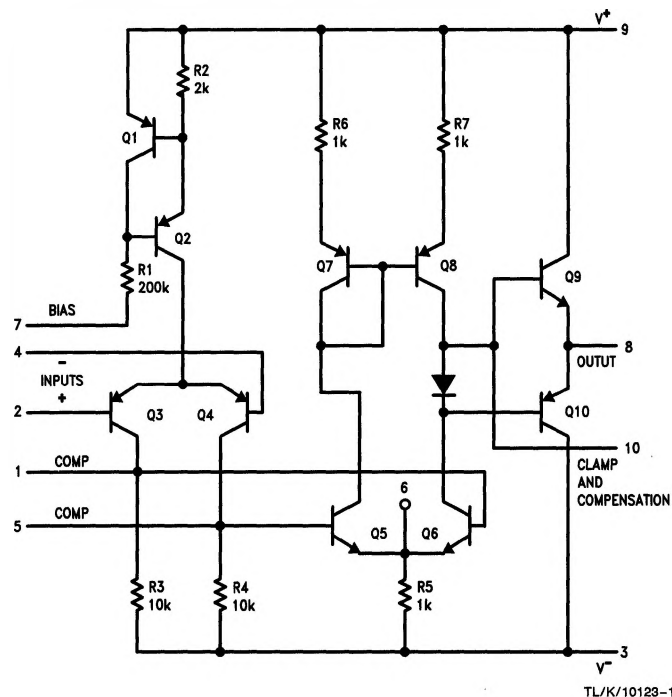 V+
9
R2
2k
R6
1k
R7
1k
Q1
Q2
Q7
Q8
Q9
R1
200k
7
BIAS
4
−
INPUTS
+
2
Q3
Q4
8
OUTUT
Q10
1
COMP
10
CLAMP
AND
COMPENSATION
5
COMP
6
Q5
Q6
R3
10k
R4
10k
R5
1k
3
V−
TL/K/10123-1